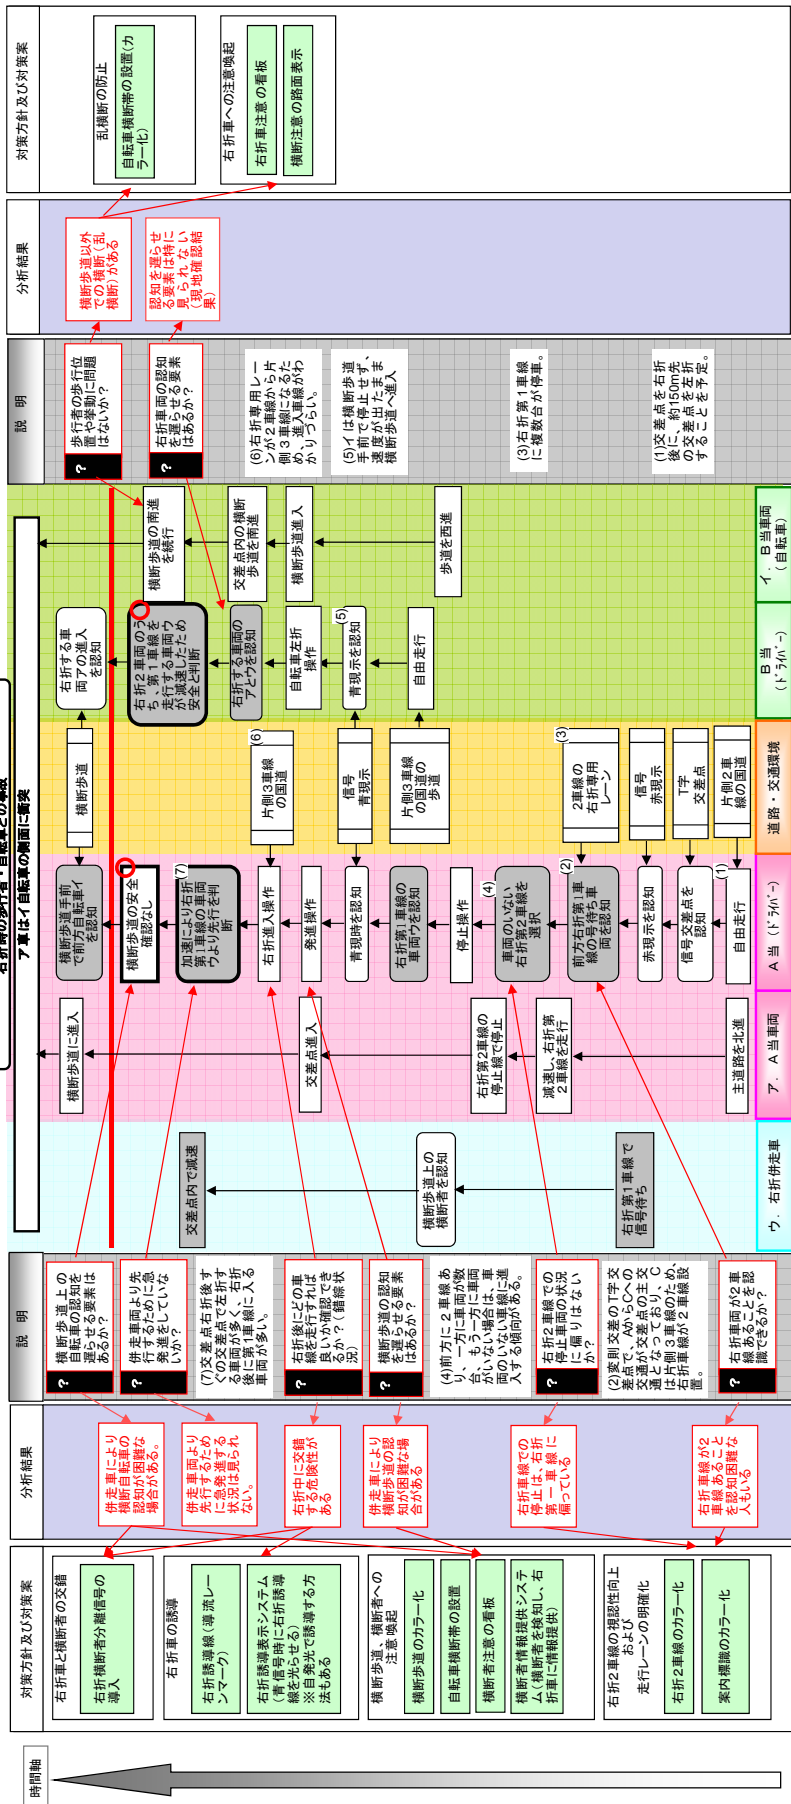 右折時の歩行者・自転車との事故
ア車はイ自転車の側面に衝突
時間軸
対策方針及び対策案
右折車と横断者の交錯
右折横断者分離信号の
導入
右折車の誘導
右折誘導線(導流レー
ンマーク)
右折誘導表示システム
(青信号時に右折誘導
線を光らせる)
※自発光で誘導する方
法もある
横断歩道、横断者への
注意喚起
横断歩道のカラー化
自転車横断帯の設置
横断者注意の看板
横断者情報提供システ
ム(横断者を検知し、右
折車に情報提供)
右折2車線の視認性向上
および
走行レーンの明確化
右折2車線のカラー化
案内標識のカラー化
分析結果
併走車により
横断自転車の
認知が困難な
場合がある。
併走車両より
先行するため
に急発進する
状況は見られ
ない。
右折中に交錯
する危険性が
ある
併走車により
横断歩道の認
知が困難な場
合がある
右折車線での
停止は、右折
第一車線に
偏っている
右折車線が2
車線あること
を認知困難な
人もいる
説 明
?
横断歩道上の
自転車の認知を
遅らせる要素は
あるか?
?
併走車両より先
行するために急
発進をしていな
いか?
(7)交差点右折後す
ぐの交差点で左折す
る車両が多く、右折
後に第1車線に入る
車両が多い。
?
右折後にどの車
線を走行すれば
良いか確認でき
るか?(錯綜状
況)
?
横断歩道の認知
を遅らせる要素
はあるか?
(4)前方に2車線あ
り、一方に車両が数
台、もう一方に車両
がいない場合は、車
両のいない車線に進
入する傾向がある。
?
右折2車線での
停止車両の状況
に偏りはない
か?
(2)変則交差のT字交
差点で、AからCへの
交通が交差点の主交
通となっており、C
は片側3車線のため、
右折車線が2車線設
置。
?
右折車両が2車
線あることを認
識できるか?
ウ．右折併走車
交差点内で減速
横断歩道上の
横断者を認知
右折第1車線で
信号待ち
ア．A当車両
横断歩道に進入
交差点進入
右折第2車線の
停止線で停止
減速し、右折第
2車線を走行
主道路を北進
A当(ドライバー)
横断歩道手前
で前方自転車イ
を認知
横断歩道の安全
確認なし
(7)
加速により右折
第1車線の車両
ウより先行を判
断
右折進入操作
発進操作
青現時を認知
右折第1車線の
車両ウを認知
停止操作
(4)
車両のいない
右折第2車線を
選択
(2)
前方右折第1車
線の号待ち車
両を認知
赤現示を認知
信号交差点を
認知
(1)
自由走行
道路・交通環境
横断歩道
(6)
片側3車線
の国道
信号
青現示
片側3車線
の国道の
歩道
(3)
2車線の
右折専用
レーン
信号
赤現示
T字
交差点
片側2車
線の国道
B当
(ドライバー)
右折する車
両アの進入
を認知
右折2車両のう
ち、第1車線を
走行する車両ウ
が減速したため
安全と判断
右折する車両の
アとウを認知
自転車左折
操作
(5)
青現示を認知
自由走行
イ．B当車両
(自転車)
横断歩道の南進
を続行
交差点内の横断
歩道を南進
横断歩道進入
歩道を西進
説 明
?
歩行者の歩行位
置や挙動に問題
はないか?
?
右折車両の認知
を遅らせる要素
はあるか?
(6)右折専用レー
ンが2車線から片
側3車線になるた
め、進入車線がわ
かりづらい。
(5)イは横断歩道
手前で停止せず、
速度が出たまま、
横断歩道へ進入
(3)右折第1車線
に複数台が停車。
(1)交差点を右折
後に、約150m先
の交差点を左折
することを予定。
分析結果
横断歩道以外
での横断(乱
横断)がある
認知を遅らせ
る要素は特に
見られない
(現地確認結
果)
対策方針及び対策案
乱横断の防止
自転車横断帯の設置(カ
ラー化)
右折車への注意喚起
右折車注意の看板
横断注意の路面表示